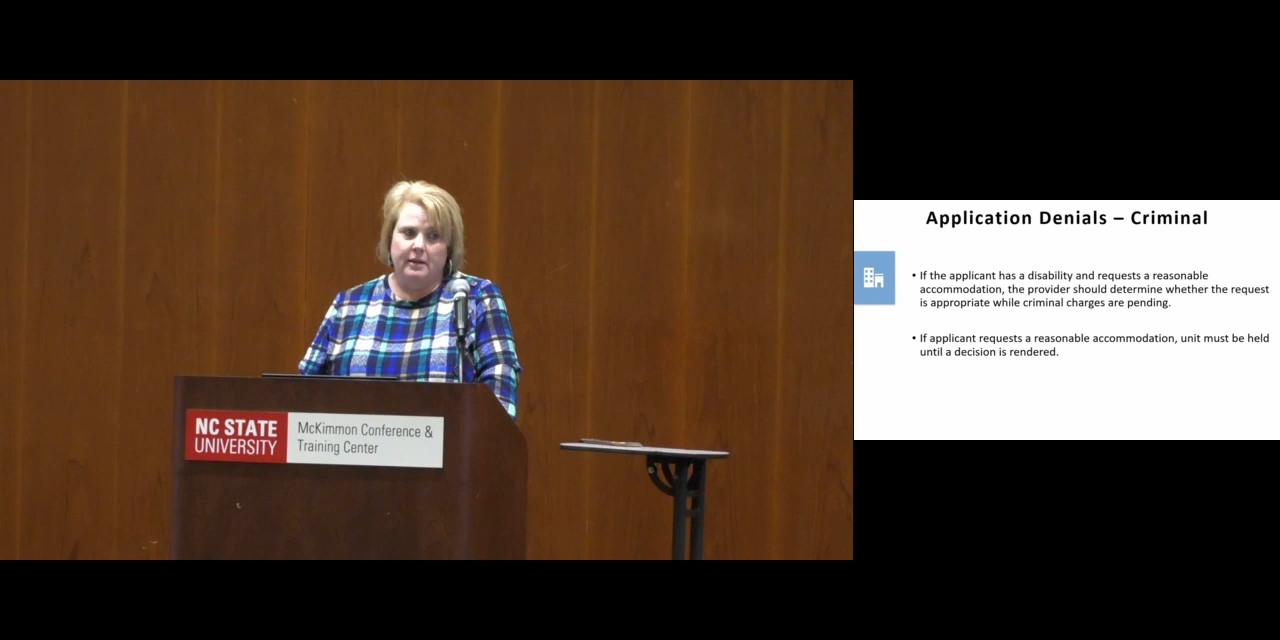 NC STATE
UNIVERSITY
McKimmon Conference &
Training Center
Application Denials – Criminal
• If the applicant has a disability and requests a reasonable
accommodation, the provider should determine whether the request
is appropriate while criminal charges are pending.
• If applicant requests a reasonable accommodation, unit must be held
until a decision is rendered.